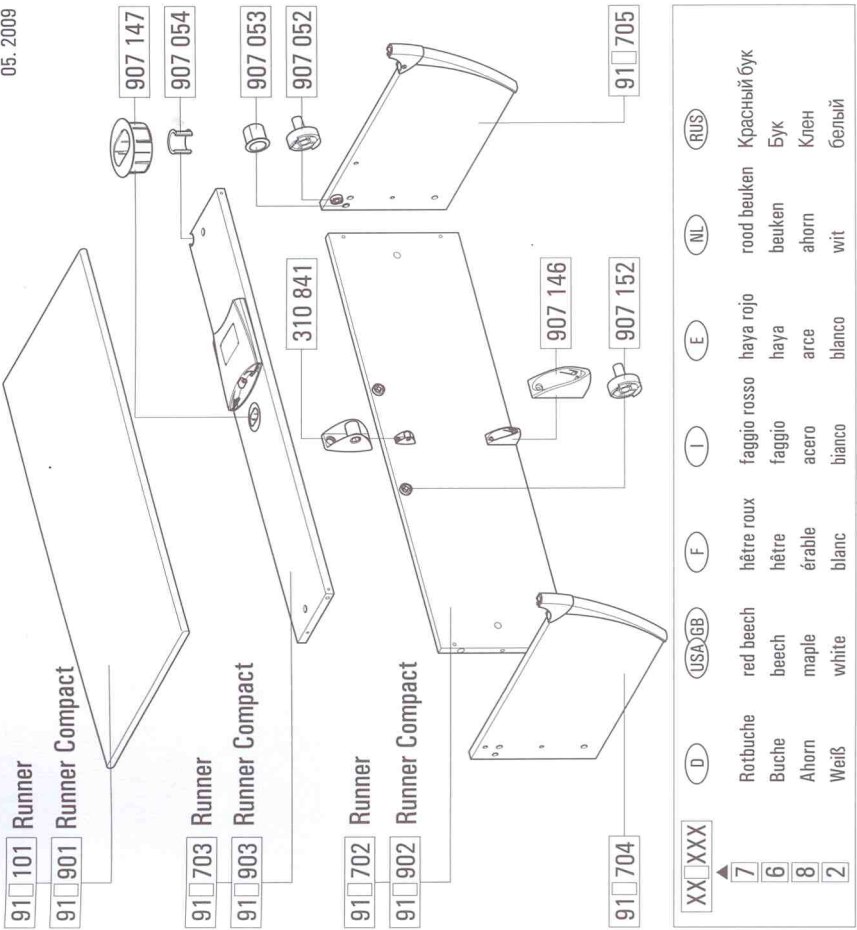 05. 2009
91□101 Runner
91□901 Runner Compact
91□703 Runner
91□903 Runner Compact
91□702 Runner
91□902 Runner Compact
91□704
907 147
907 054
907 053
907 052
310 841
907 146
907 152
91□705
XX□XXX D USA GB F I E NL RUS
7 Rotbuche red beech hêtre roux faggio rosso haya rojo rood beuken Красный бук
6 Buche beech hêtre faggio haya beuken Бук
8 Ahorn maple érable acero arce ahorn Клен
2 Weiß white blanc bianco blanco wit белый